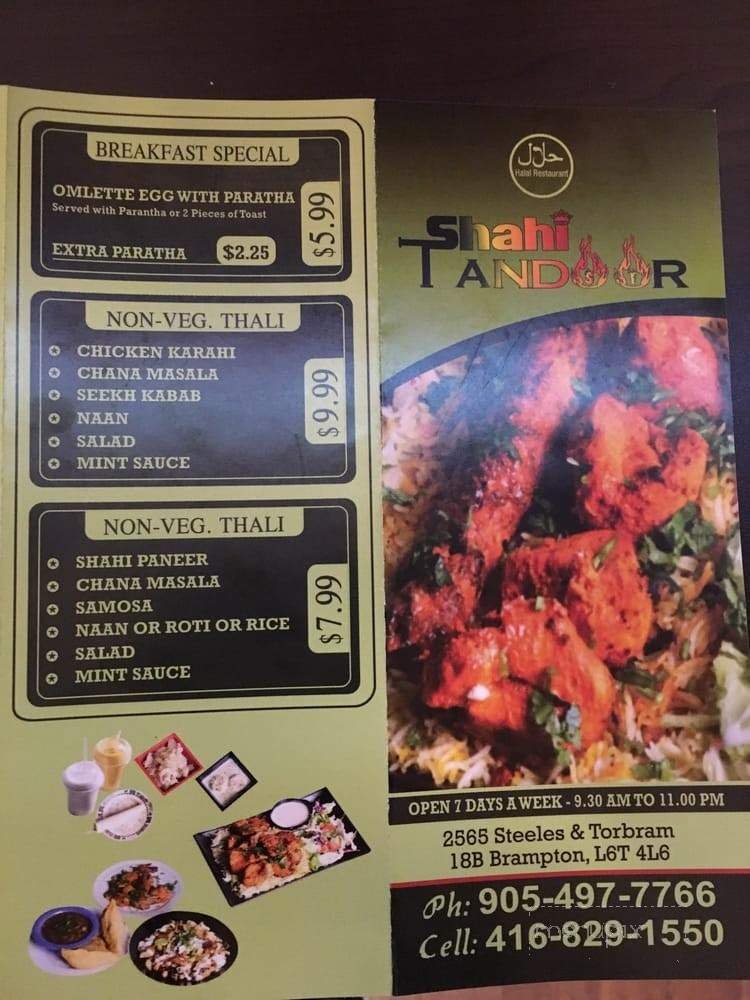 BREAKFAST SPECIAL
OMLETTE EGG WITH PARATHA
Served with Parantha or 2 Pieces of Toast
$5.99
EXTRA PARATHA $2.25
NON-VEG. THALI
CHICKEN KARAHI
CHANA MASALA
SEEKH KABAB
NAAN
SALAD
MINT SAUCE
$9.99
NON-VEG. THALI
SHAHI PANEER
CHANA MASALA
SAMOSA
NAAN OR ROTI OR RICE
SALAD
MINT SAUCE
$7.99
حلال
Halal Restaurant
Shahi
TANDOOR
S T
OPEN 7 DAYS A WEEK - 9.30 AM TO 11.00 PM
2565 Steeles & Torbram
18B Brampton, L6T 4L6
Ph: 905-497-7766
Cell: 416-829-1550